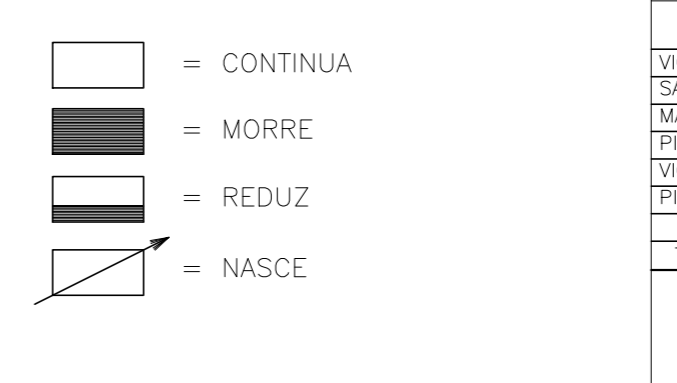 = CONTINUA
= MORRE
= REDUZ
= NASCE